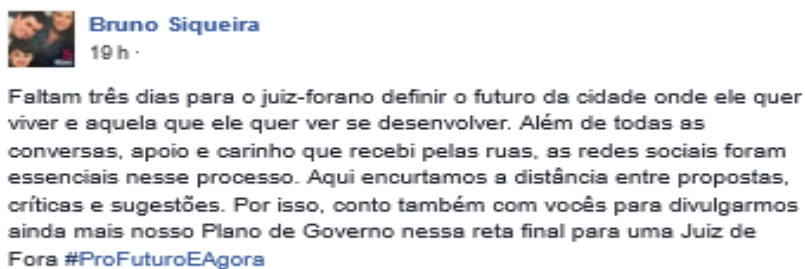 Bruno Siqueira
19 h ·
Faltam três dias para o juiz-forano definir o futuro da cidade onde ele quer
viver e aquela que ele quer ver se desenvolver. Além de todas as
conversas, apoio e carinho que recebi pelas ruas, as redes sociais foram
essenciais nesse processo. Aqui encurtamos a distância entre propostas,
críticas e sugestões. Por isso, conto também com vocês para divulgarmos
ainda mais nosso Plano de Governo nessa reta final para uma Juiz de
Fora #ProFuturoEAgora